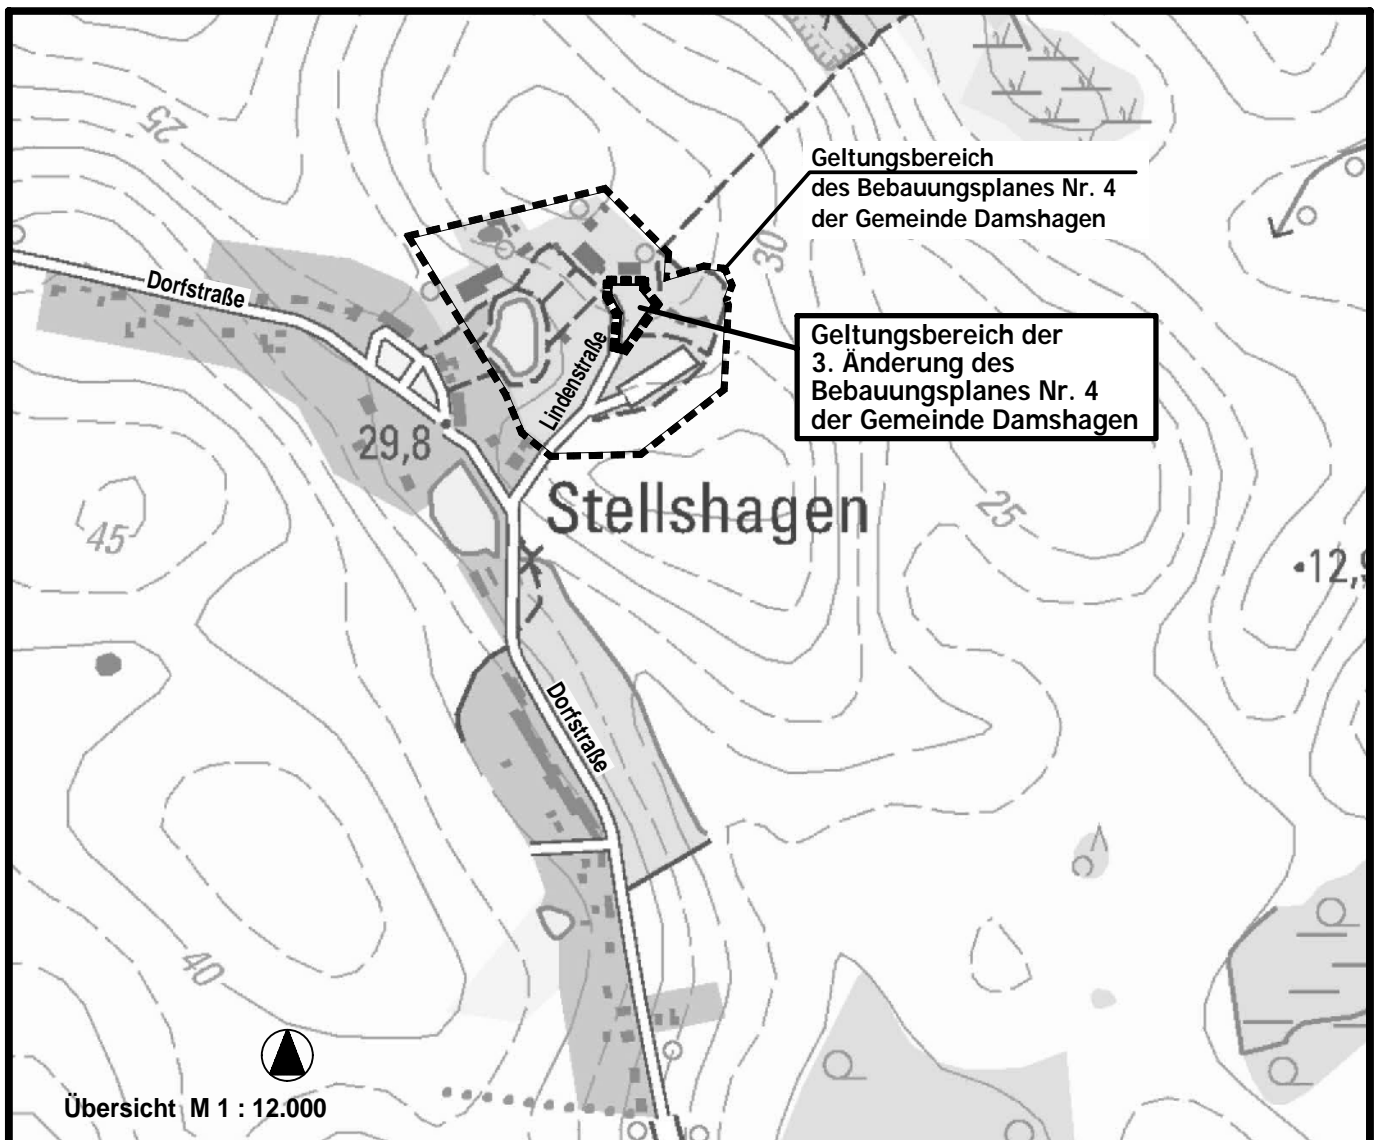 25
Geltungsbereich
des Bebauungsplanes Nr. 4
der Gemeinde Damshagen
30
Dorfstraße
Lindenstraße
Geltungsbereich der
3. Änderung des
Bebauungsplanes Nr. 4
der Gemeinde Damshagen
29,8
Stellshagen
25
45
12,9
Dorfstraße
40
Übersicht M 1 : 12.000